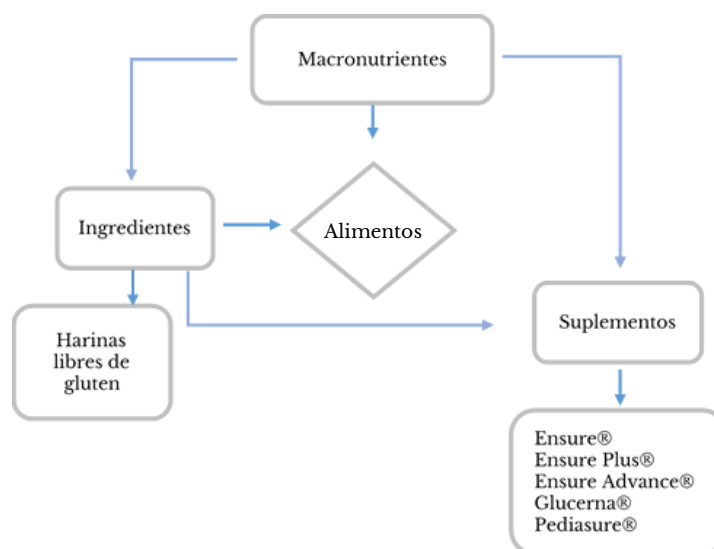 Macronutrientes
Ingredientes
Alimentos
Harinas
libres de
gluten
Suplementos
Ensure®
Ensure Plus®
Ensure Advance®
Glucerna®
Pediasure®